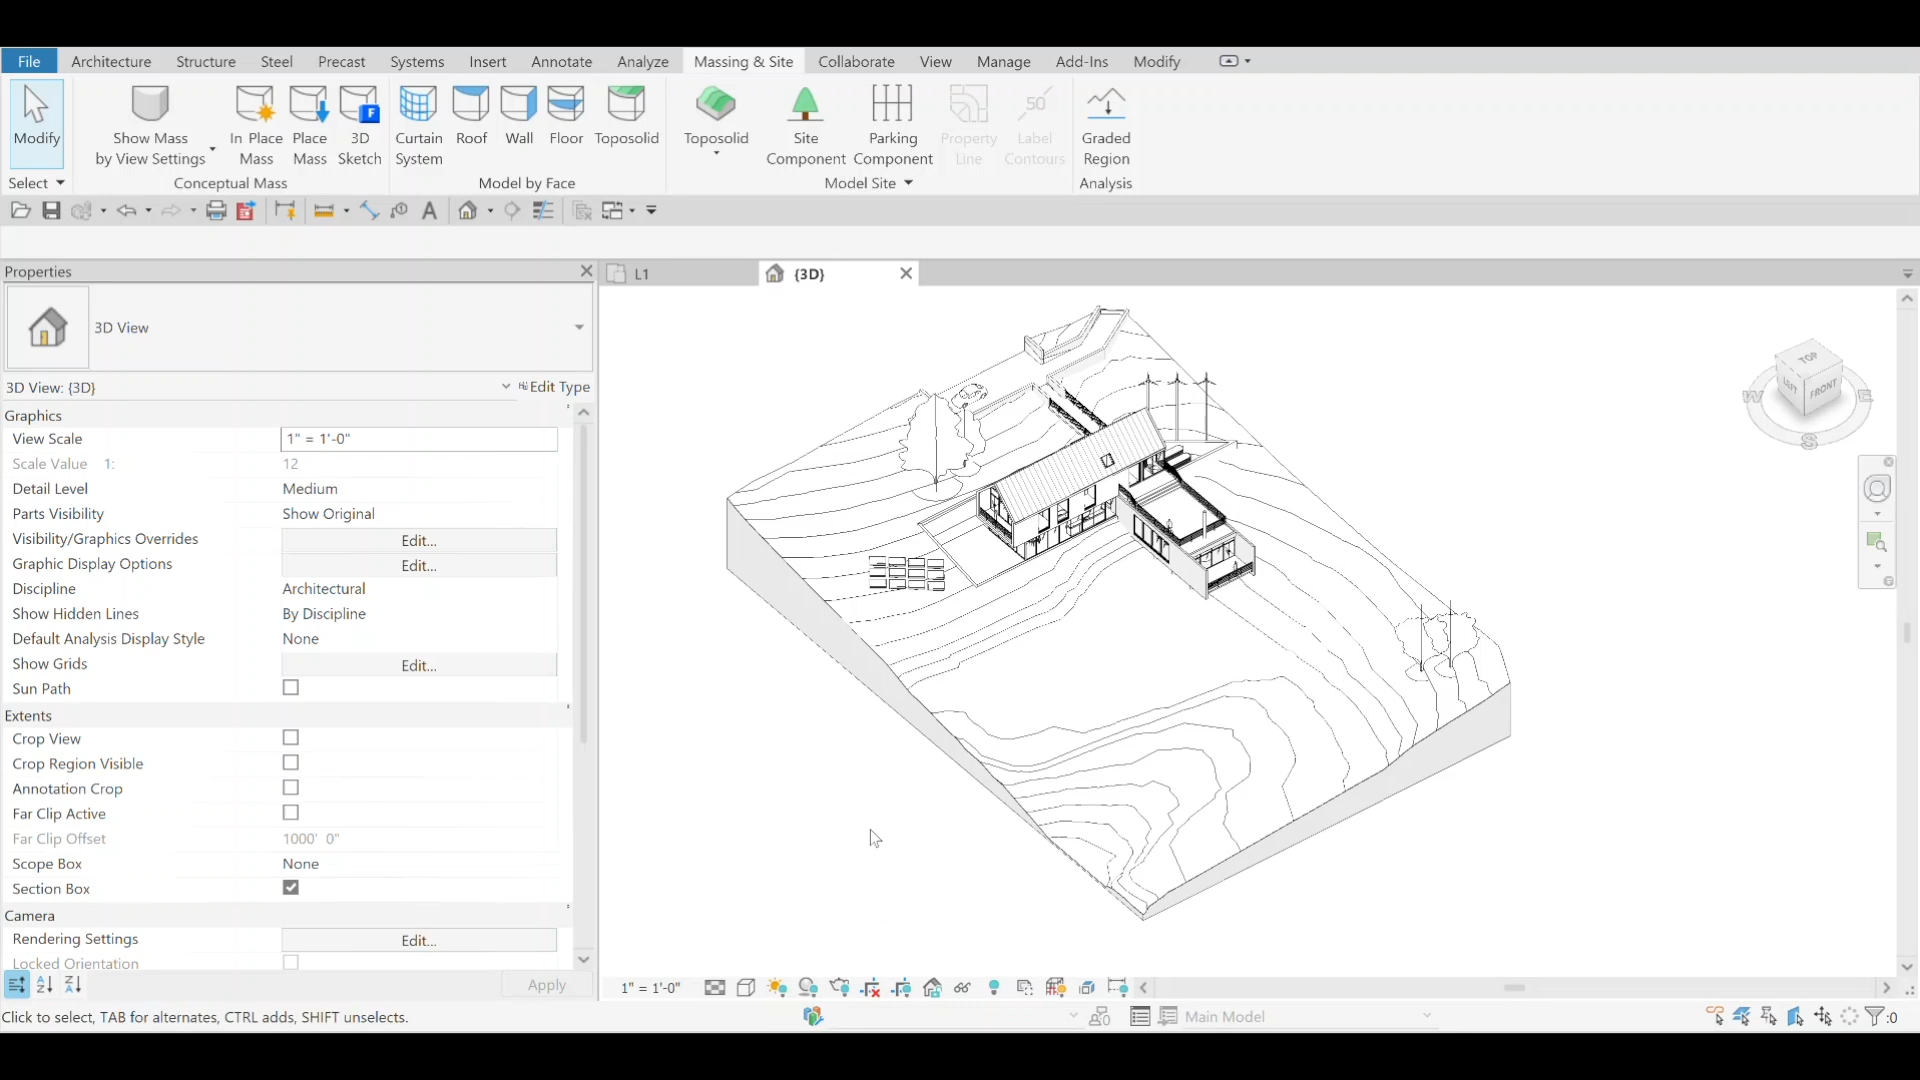 File Architecture Structure Steel Precast Systems Insert Annotate Analyze Massing & Site Collaborate View Manage Add-Ins Modify
Modify Show Mass by View Settings In Place Mass Place Mass 3D Sketch Curtain System Roof Wall Floor Toposolid Toposolid Site Component Parking Component Property Line 50 Label Contours Graded Region
Select Conceptual Mass Model by Face Model Site Analysis
Properties
L1 {3D}
3D View
3D View: {3D} Edit Type
Graphics
View Scale 1" = 1'-0"
Scale Value 1: 12
Detail Level Medium
Parts Visibility Show Original
Visibility/Graphics Overrides Edit...
Graphic Display Options Edit...
Discipline Architectural
Show Hidden Lines By Discipline
Default Analysis Display Style None
Show Grids Edit...
Sun Path
Extents
Crop View
Crop Region Visible
Annotation Crop
Far Clip Active
Far Clip Offset 1000' 0"
Scope Box None
Section Box
Camera
Rendering Settings Edit...
Locked Orientation
Apply
TOP
LEFT FRONT
W E
S
1" = 1'-0"
Click to select, TAB for alternates, CTRL adds, SHIFT unselects.
Main Model
:0